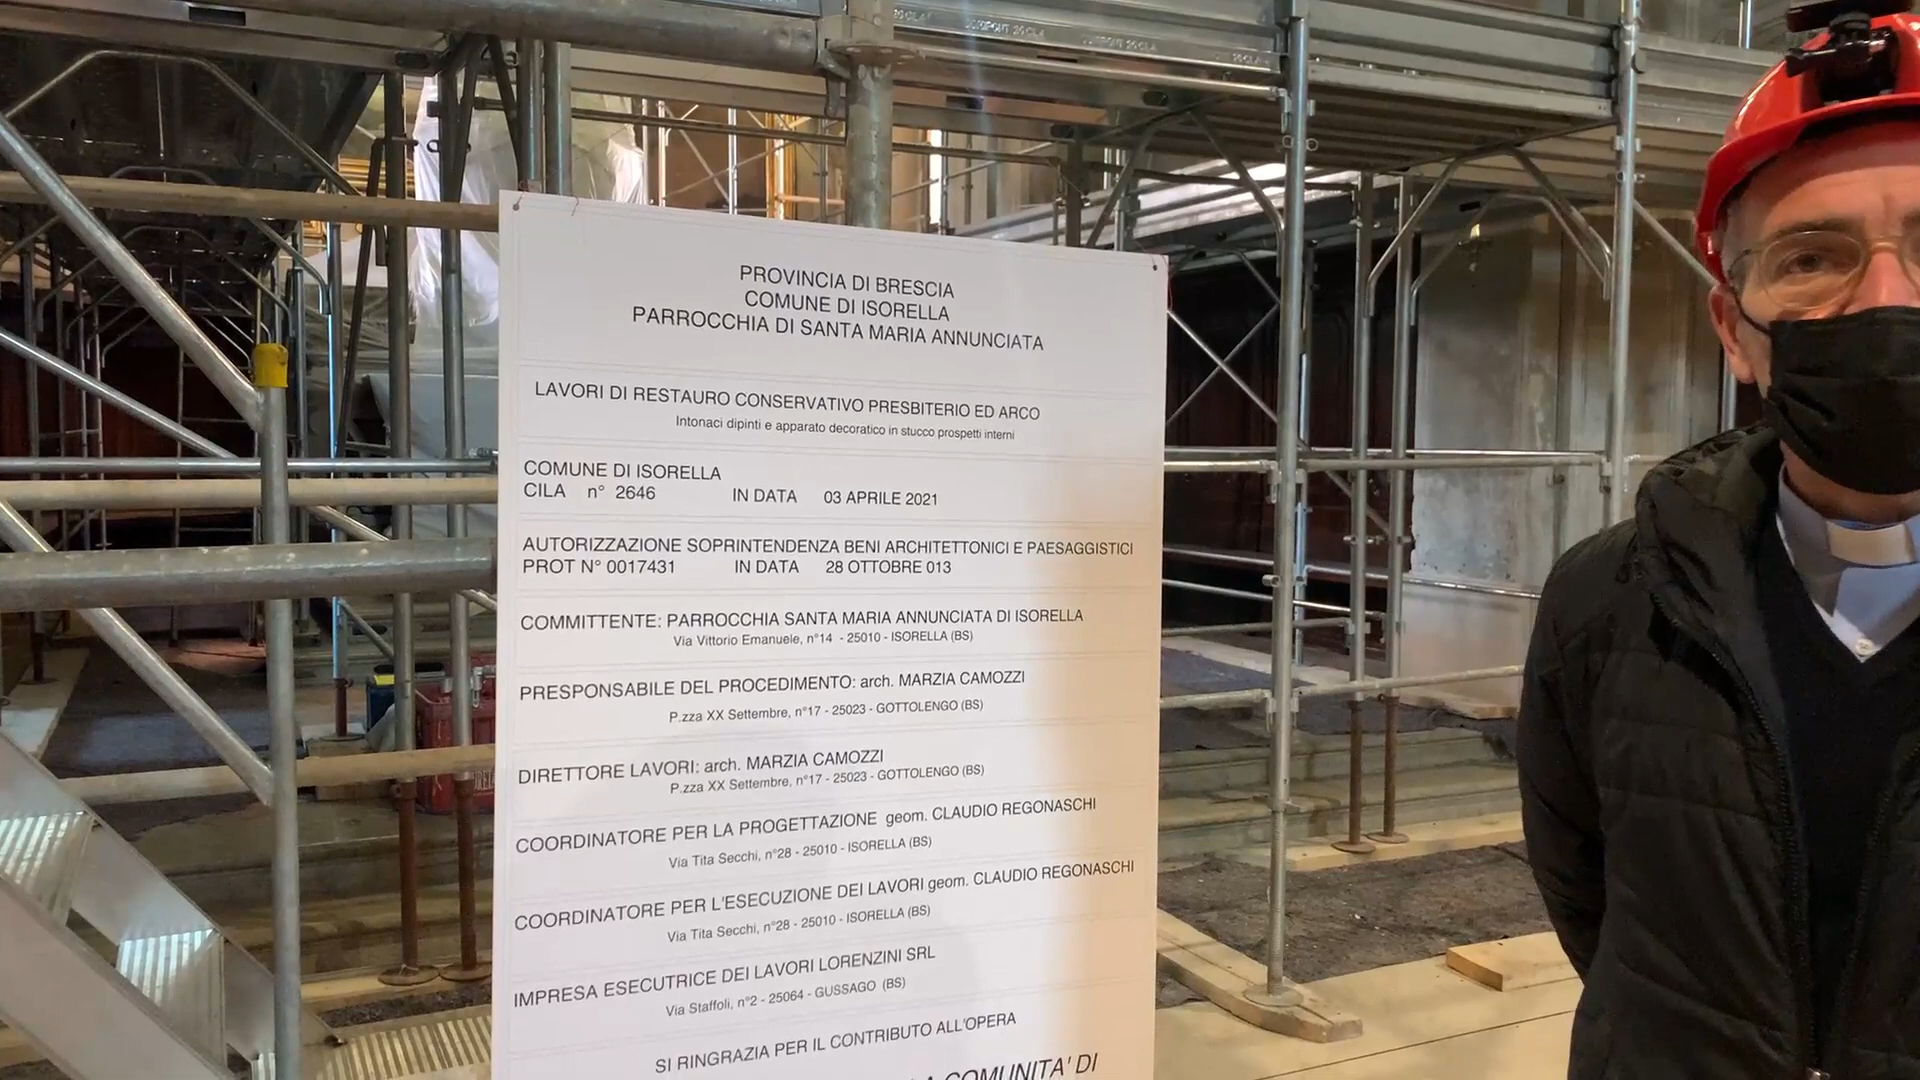 PROVINCIA DI BRESCIA
COMUNE DI ISORELLA
PARROCCHIA DI SANTA MARIA ANNUNCIATA
LAVORI DI RESTAURO CONSERVATIVO PRESBITERIO ED ARCO
Intonaci dipinti e apparato decorativo in stucco prospetti interni
COMUNE DI ISORELLA
CILA n° 2646 IN DATA 03 APRILE 2021
AUTORIZZAZIONE SOPRINTENDENZA BENI ARCHITETTONICI E PAESAGGISTICI
PROT N° 0017431 IN DATA 28 OTTOBRE 013
COMMITTENTE: PARROCCHIA SANTA MARIA ANNUNCIATA DI ISORELLA
Via Vittorio Emanuele, n°14 - 25010 - ISORELLA (BS)
PRESPONSABILE DEL PROCEDIMENTO: arch. MARZIA CAMOZZI
P.zza XX Settembre, n°17 - 25023 - GOTTOLENGO (BS)
DIRETTORE LAVORI: arch. MARZIA CAMOZZI
P.zza XX Settembre, n°17 - 25023 - GOTTOLENGO (BS)
COORDINATORE PER LA PROGETTAZIONE geom. CLAUDIO REGONASCHI
Via Tita Secchi, n°28 - 25010 - ISORELLA (BS)
COORDINATORE PER L'ESECUZIONE DEI LAVORI geom. CLAUDIO REGONASCHI
Via Tita Secchi, n°28 - 25010 - ISORELLA (BS)
IMPRESA ESECUTRICE DEI LAVORI LORENZINI SRL
Via Staffoli, n°2 - 25064 - GUSSAGO (BS)
SI RINGRAZIA PER IL CONTRIBUTO ALL'OPERA
COMUNITA' DI